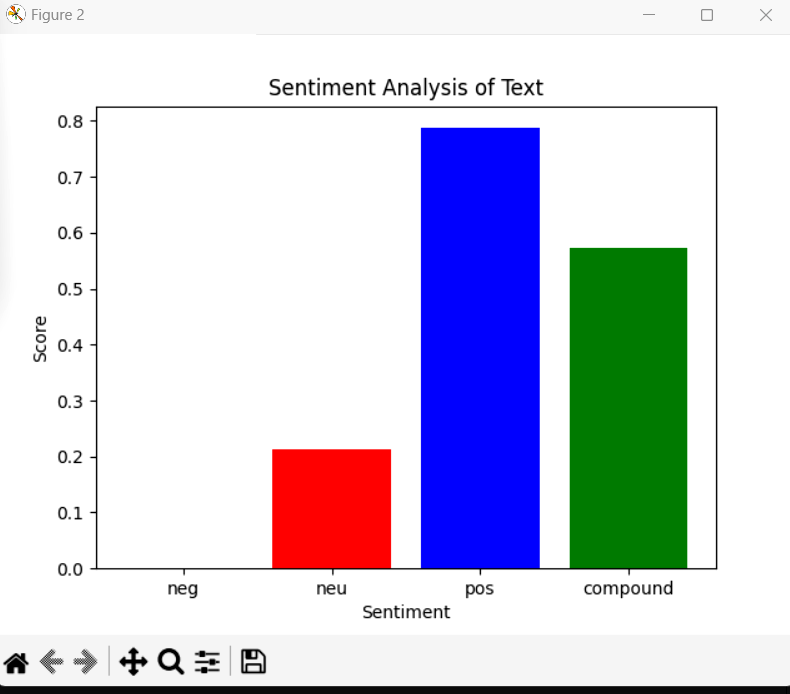 Figure 2
Sentiment Analysis of Text
0.8
0.7
0.6
0.5
0.4
0.3
0.2
0.1
0.0
Score
neg neu pos compound
Sentiment